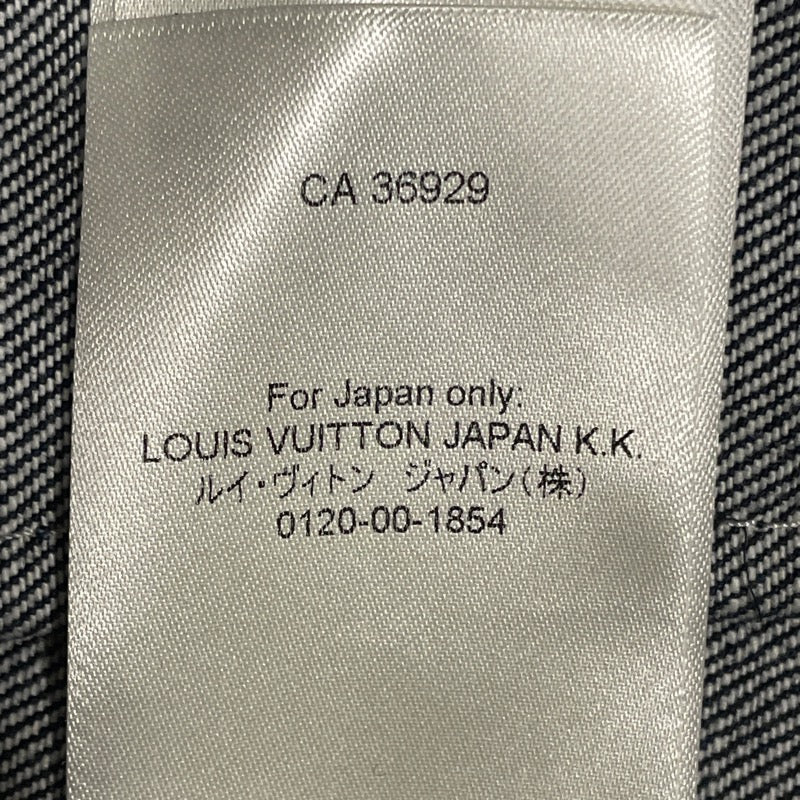 CA 36929
For Japan only:
LOUIS VUITTON JAPAN K.K.
ルイ・ヴィトン ジャパン(株)
0120-00-1854